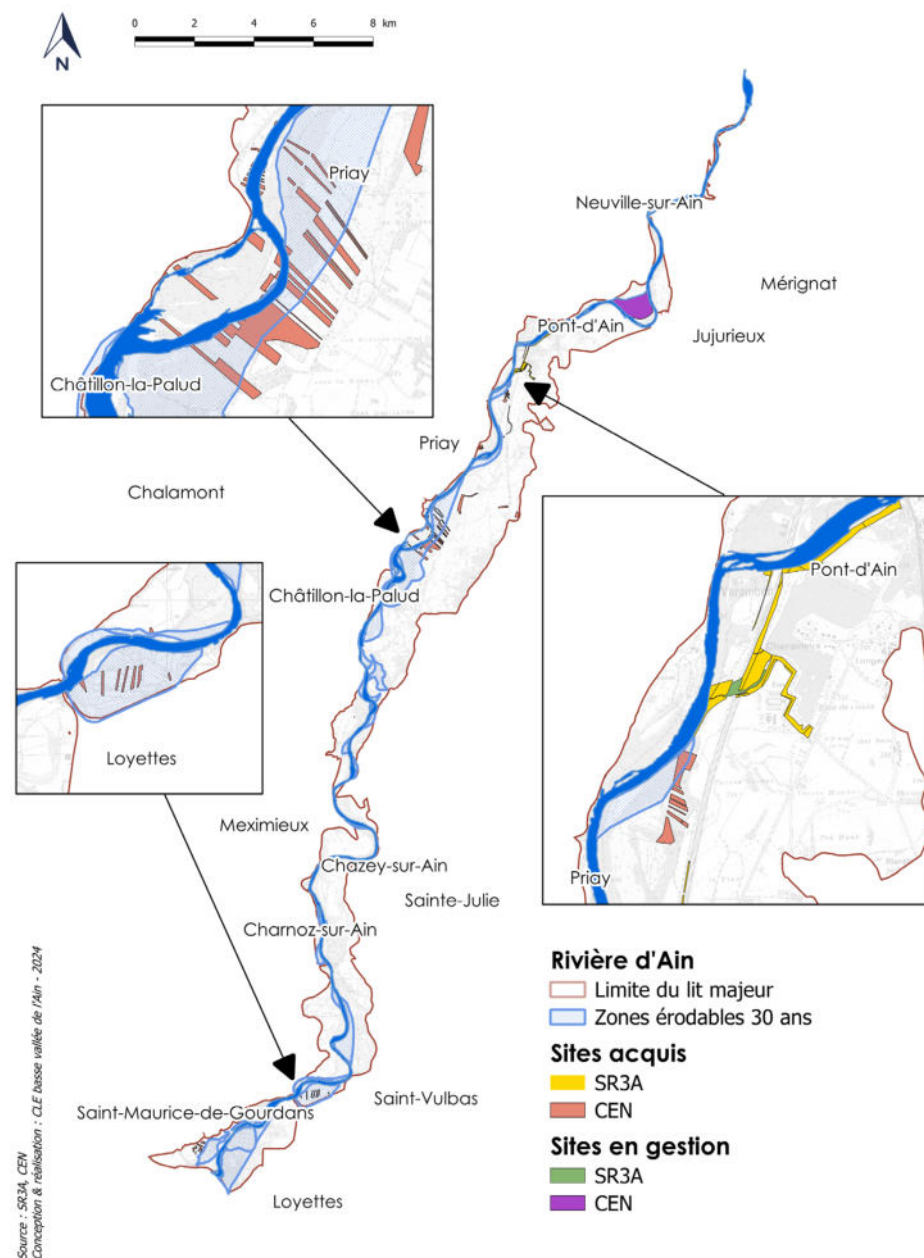 0 2 4 6 8 km
N
Priay
Châtillon-la-Palud
Neuville-sur-Ain
Mérignat
Pont-d'Ain
Jujurieux
Priay
Chalamont
Châtillon-la-Palud
Pont-d'Ain
Priay
Loyettes
Meximieux
Chazey-sur-Ain
Sainte-Julie
Charnoz-sur-Ain
Saint-Maurice-de-Gourdans
Saint-Vulbas
Loyettes
Rivière d'Ain
Limite du lit majeur
Zones érodables 30 ans
Sites acquis
SR3A
CEN
Sites en gestion
SR3A
CEN
Source : SR3A, CEN
Conception & réalisation : CLE basse vallée de l'Ain - 2024